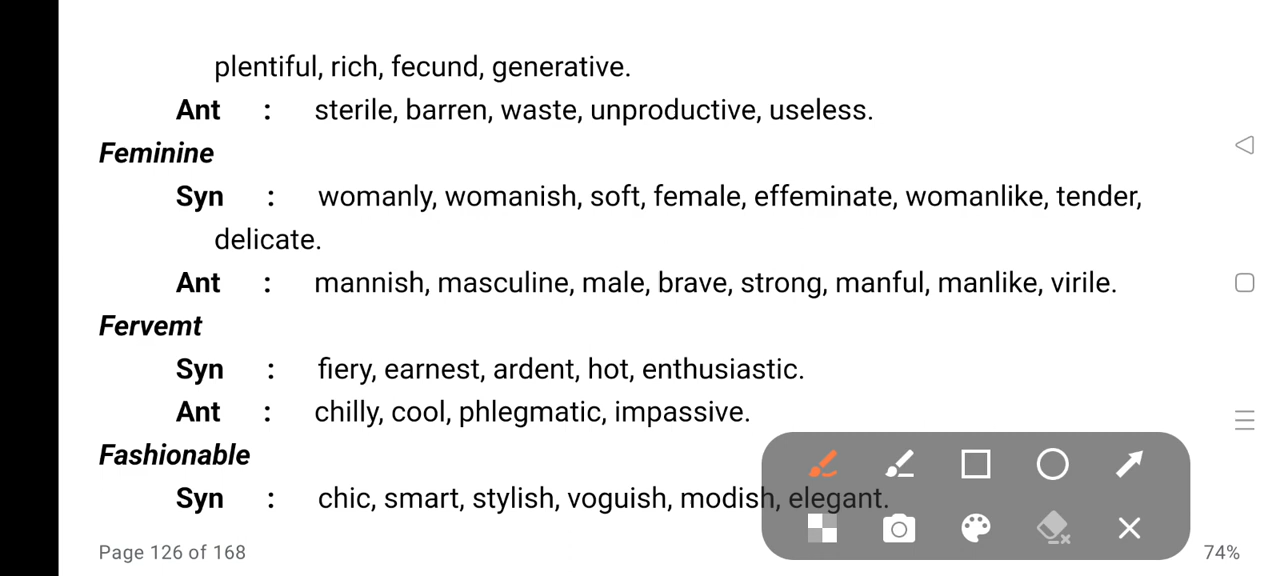 plentiful, rich, fecund, generative.
Ant : sterile, barren, waste, unproductive, useless.
Feminine
Syn : womanly, womanish, soft, female, effeminate, womanlike, tender,
delicate.
Ant : mannish, masculine, male, brave, strong, manful, manlike, virile.
Fervemt
Syn : fiery, earnest, ardent, hot, enthusiastic.
Ant : chilly, cool, phlegmatic, impassive.
Fashionable
Syn : chic, smart, stylish, voguish, modish, elegant.
Page 126 of 168 74%